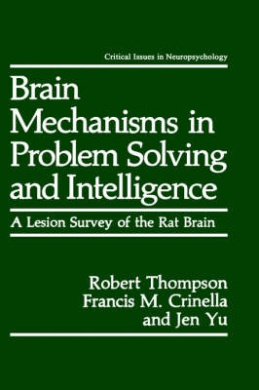 Critical Issues in Neuropsychology
Brain
Mechanisms in
Problem Solving
and Intelligence
A Lesion Survey of the Rat Brain
Robert Thompson
Francis M. Crinella
and Jen Yu